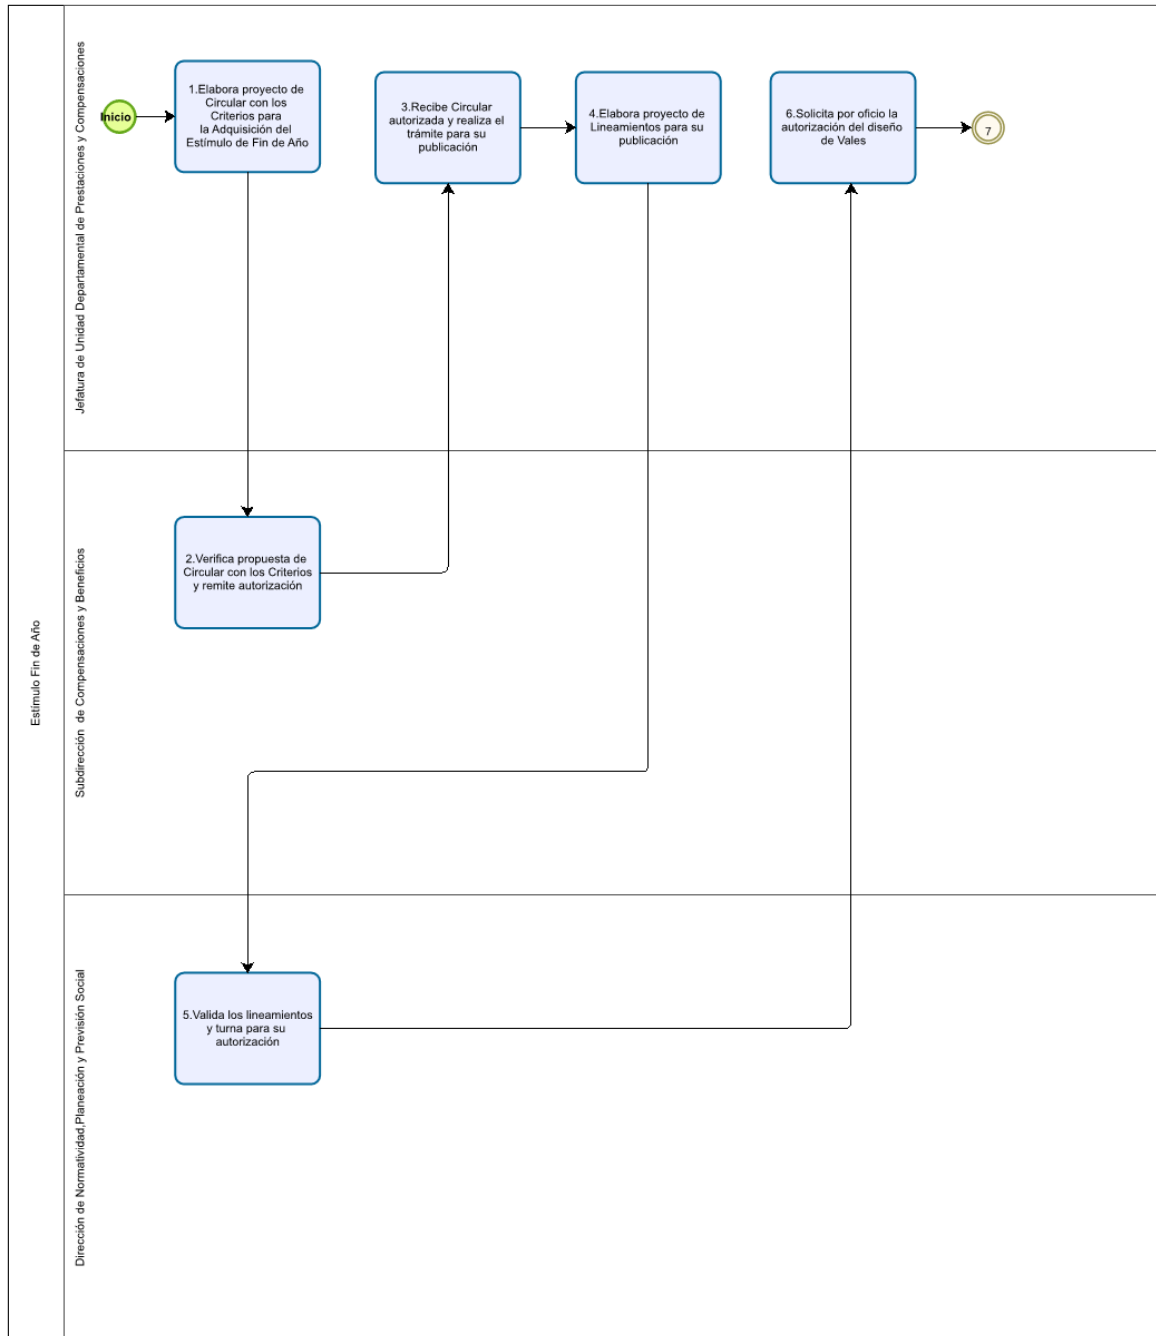 Estímulo Fin de Año
Jefatura de Unidad Departamental de Prestaciones y Compensaciones
Inicio
1.Elabora proyecto de
Circular con los
Criterios para
la Adquisición del
Estímulo de Fin de Año
3.Recibe Circular
autorizada y realiza el
trámite para su
publicación
4.Elabora proyecto de
Lineamientos para su
publicación
6.Solicita por oficio la
autorización del diseño
de Vales
7
Subdirección de Compensaciones y Beneficios
2.Verifica propuesta de
Circular con los Criterios
y remite autorización
Dirección de Normatividad,Planeación y Previsión Social
5.Valida los lineamientos
y turna para su
autorización